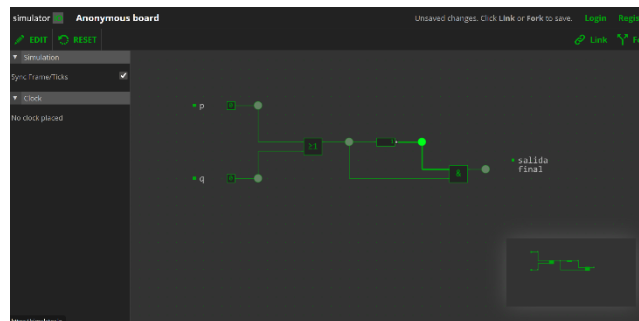 simulator Anonymous board Unsaved changes. Click Link or Fork to save. Login Regis
EDIT RESET Link F
Simulation
Sync Frame/Ticks
Clock
No clock placed
p
≥1
q
&
salida
final